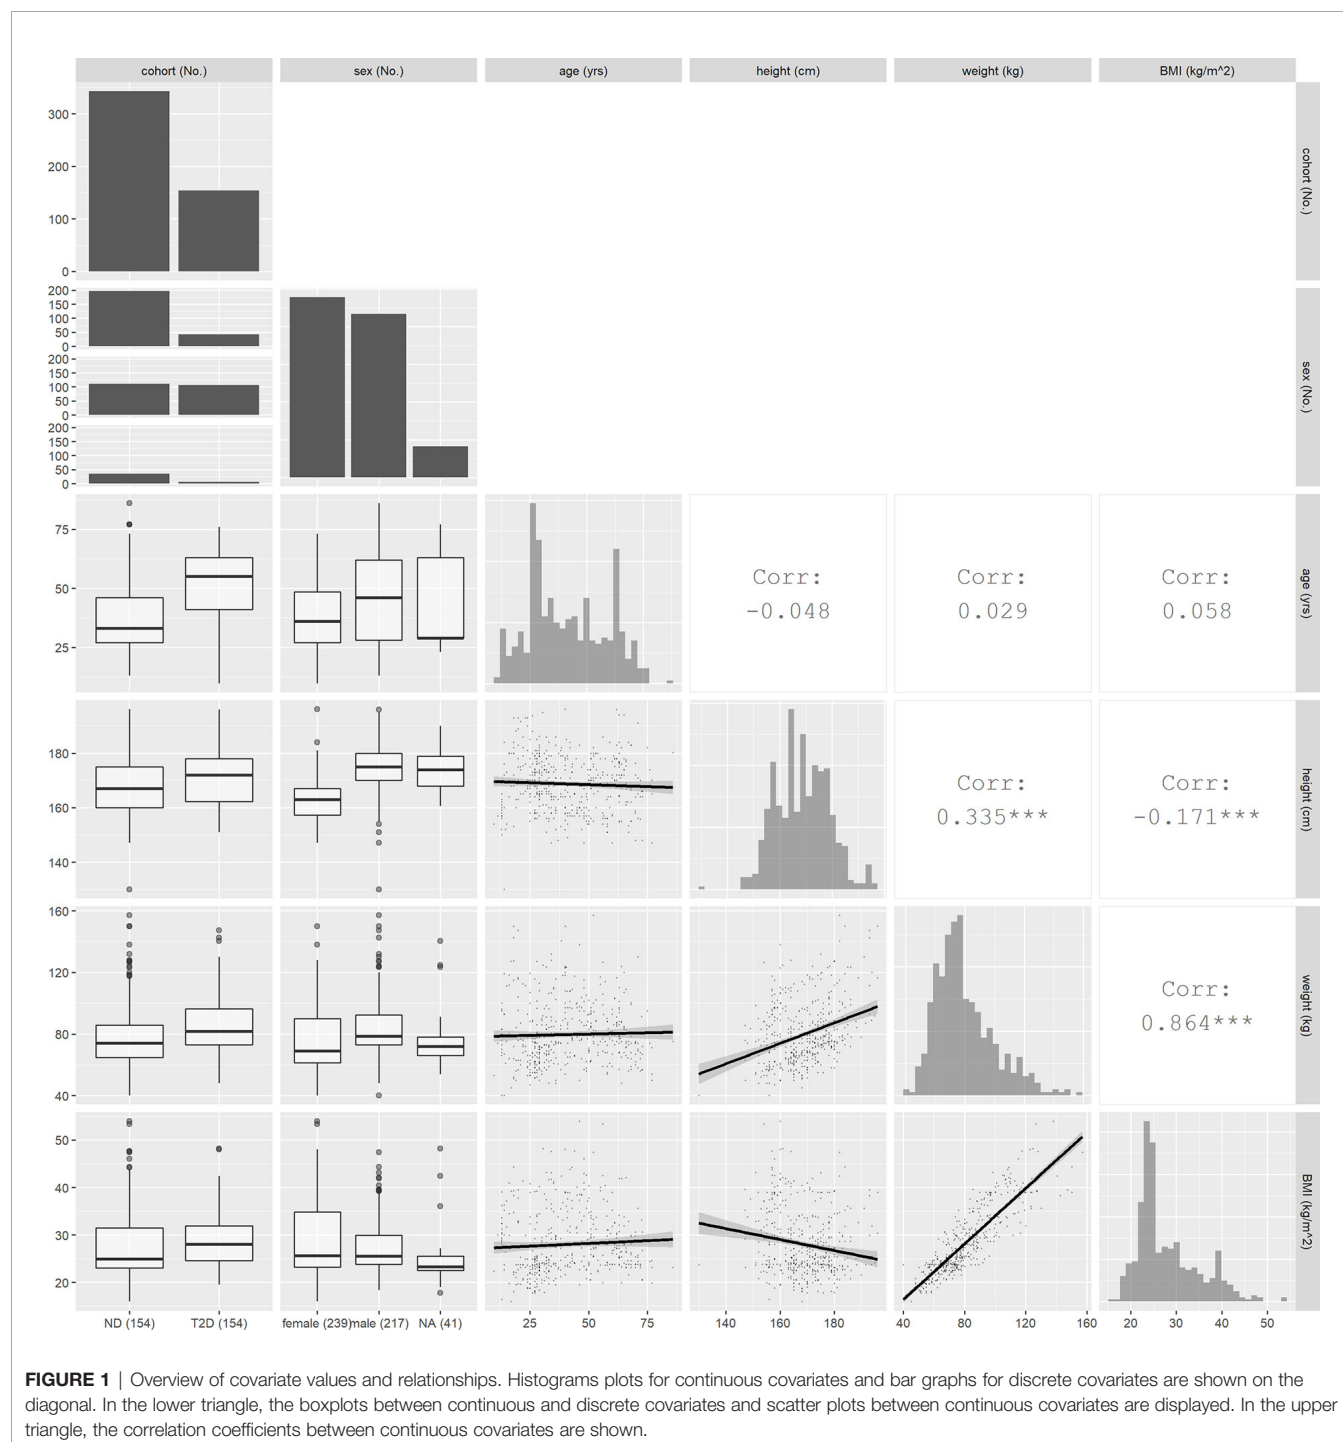 cohort (No.) sex (No.) age (yrs) height (cm) weight (kg) BMI (kg/m^2)
300
200
100
0
cohort (No.)
200
150
100
50
0
200
150
100
50
0
200
150
100
50
0
sex (No.)
75
50
25
Corr:
-0.048
Corr:
0.029
Corr:
0.058
age (yrs)
180
160
140
Corr:
0.335***
Corr:
-0.171***
height (cm)
160
120
80
40
Corr:
0.864***
weight (kg)
50
40
30
20
BMI (kg/m^2)
ND (154) T2D (154) female (239) male (217) NA (41) 25 50 75 140 160 180 40 80 120 160 20 30 40 50
FIGURE 1 | Overview of covariate values and relationships. Histograms plots for continuous covariates and bar graphs for discrete covariates are shown on the
diagonal. In the lower triangle, the boxplots between continuous and discrete covariates and scatter plots between continuous covariates are displayed. In the upper
triangle, the correlation coefficients between continuous covariates are shown.